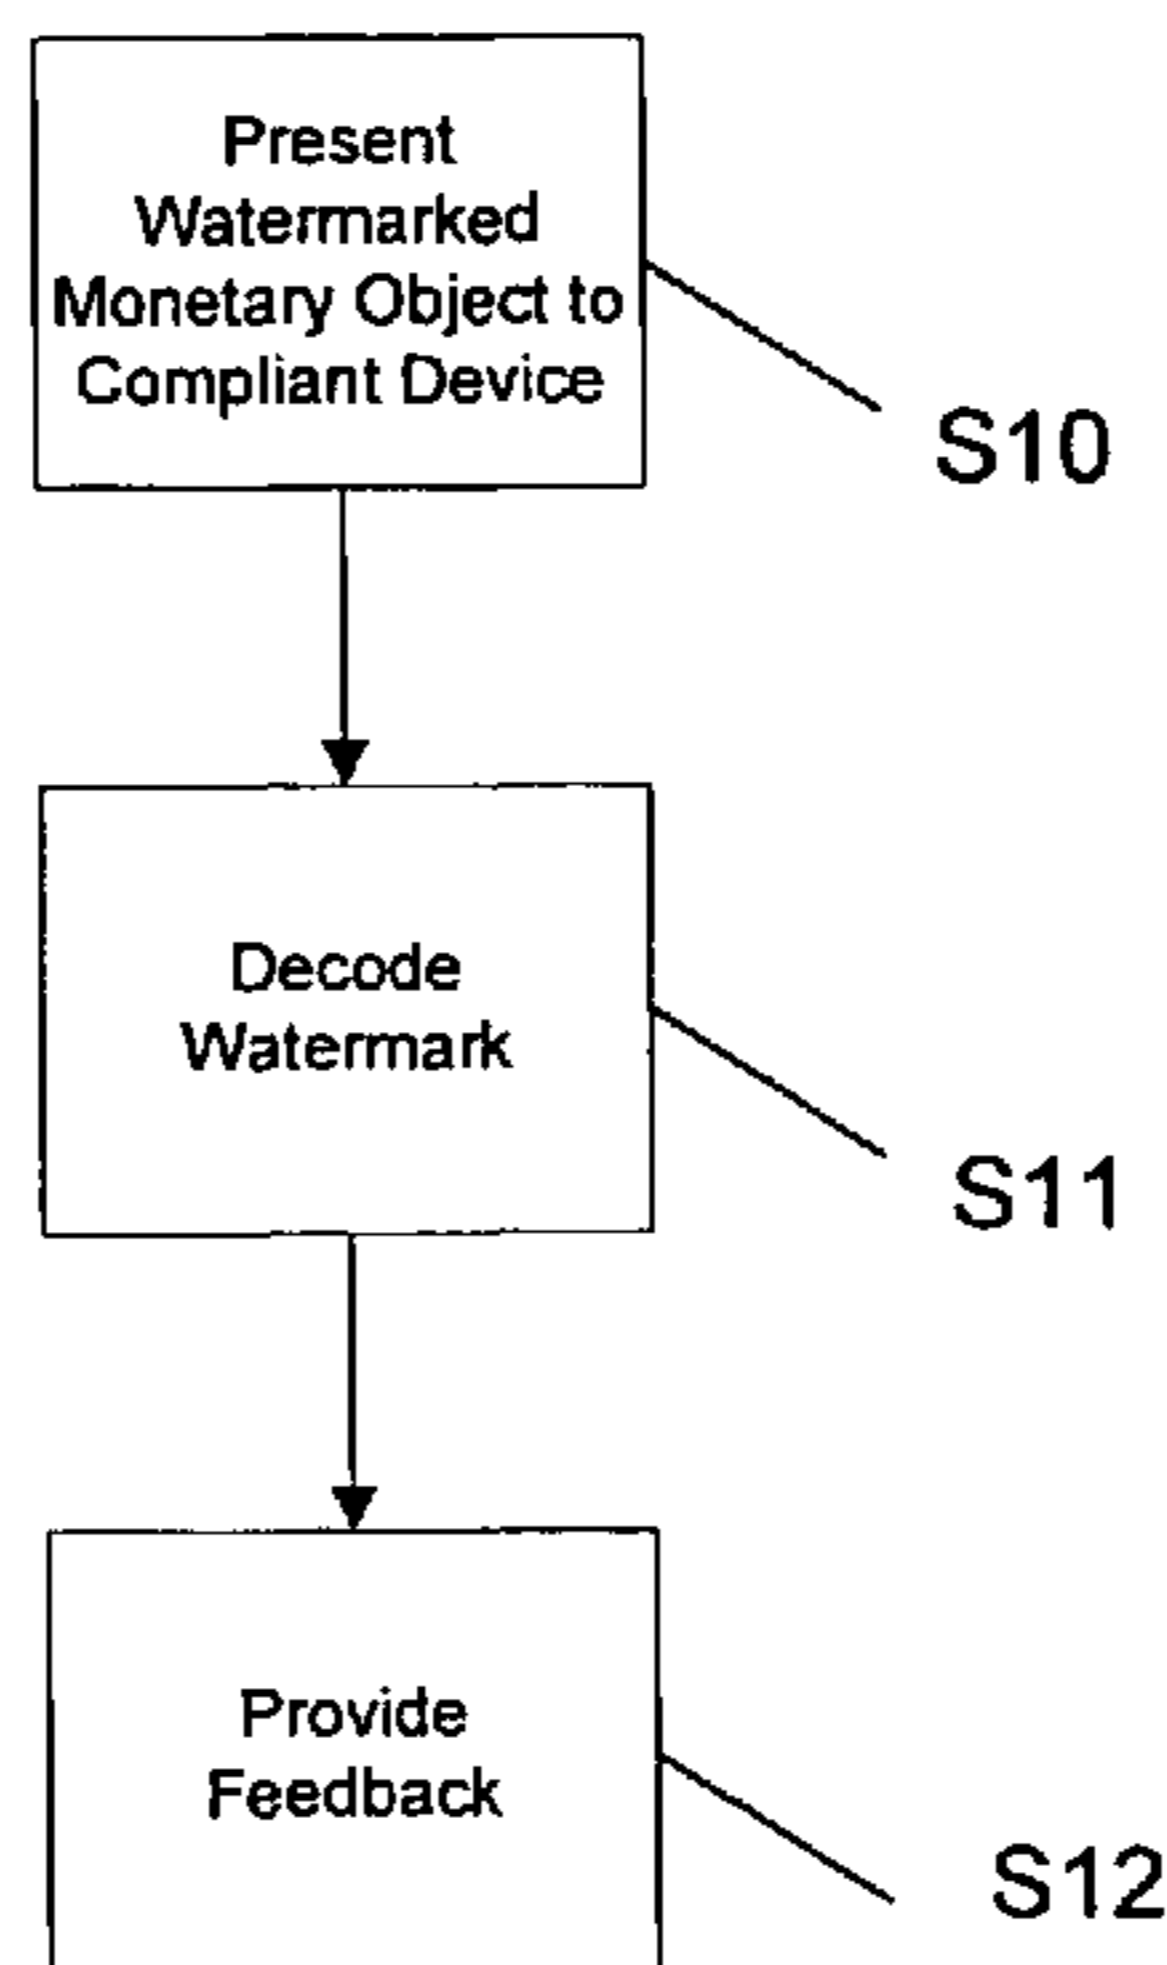 Present
Watermarked
Monetary Object to
Compliant Device
S10
Decode
Watermark
S11
Provide
Feedback
S12